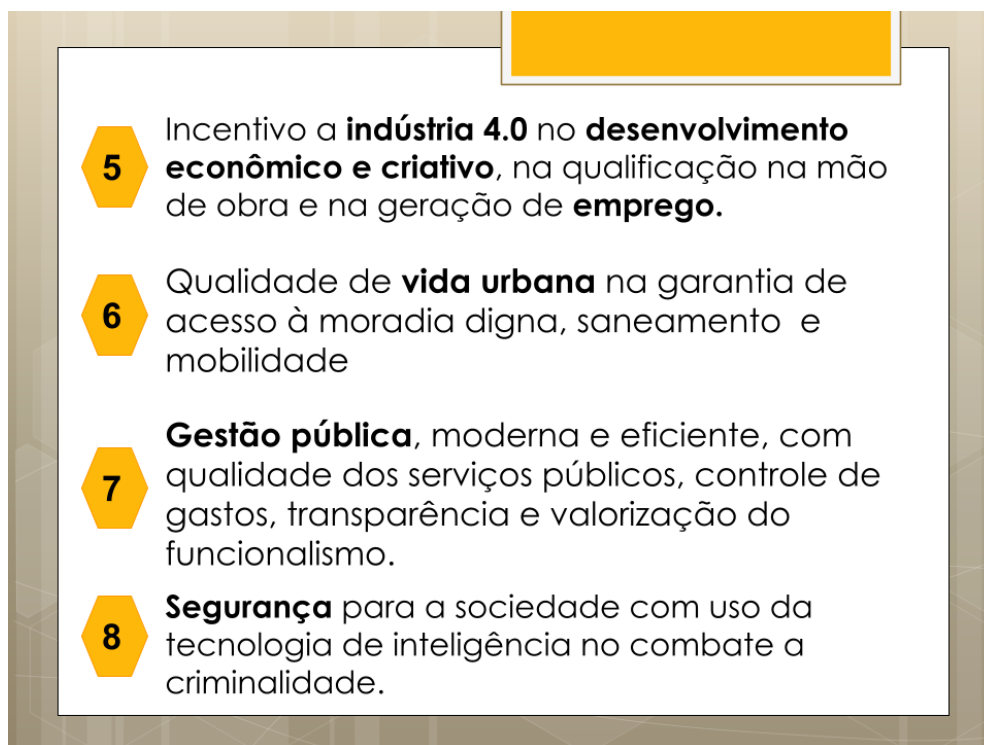 5
Incentivo a indústria 4.0 no desenvolvimento
econômico e criativo, na qualificação na mão
de obra e na geração de emprego.
6
Qualidade de vida urbana na garantia de
acesso à moradia digna, saneamento e
mobilidade
7
Gestão pública, moderna e eficiente, com
qualidade dos serviços públicos, controle de
gastos, transparência e valorização do
funcionalismo.
8
Segurança para a sociedade com uso da
tecnologia de inteligência no combate a
criminalidade.